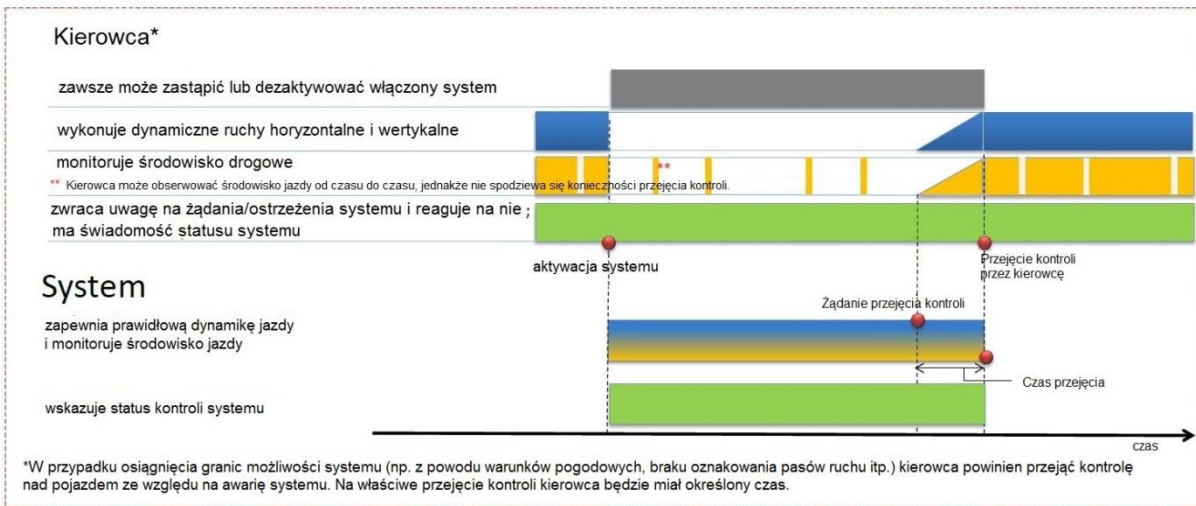 Kierowca*
zawsze może zastąpić lub dezaktywować włączony system
wykonuje dynamiczne ruchy horyzontalne i wertykalne
monitoruje środowisko drogowe
**
** Kierowca może obserwować środowisko jazdy od czasu do czasu, jednakże nie spodziewa się konieczności przejęcia kontroli.
zwraca uwagę na żądania/ostrzeżenia systemu i reaguje na nie ;
ma świadomość statusu systemu
aktywacja systemu
Przejęcie kontroli
przez kierowcę
System
Żądanie przejęcia kontroli
zapewnia prawidłową dynamikę jazdy
i monitoruje środowisko jazdy
Czas przejęcia
wskazuje status kontroli systemu
czas
*W przypadku osiągnięcia granic możliwości systemu (np. z powodu warunków pogodowych, braku oznakowania pasów ruchu itp.) kierowca powinien przejąć kontrolę
nad pojazdem ze względu na awarię systemu. Na właściwe przejęcie kontroli kierowca będzie miał określony czas.